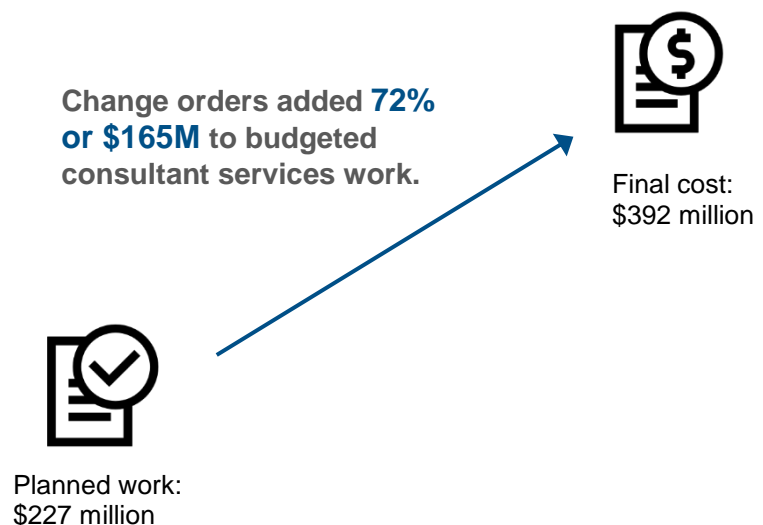 Change orders added 72%
or $165M to budgeted
consultant services work.
$
Final cost:
$392 million
Planned work:
$227 million